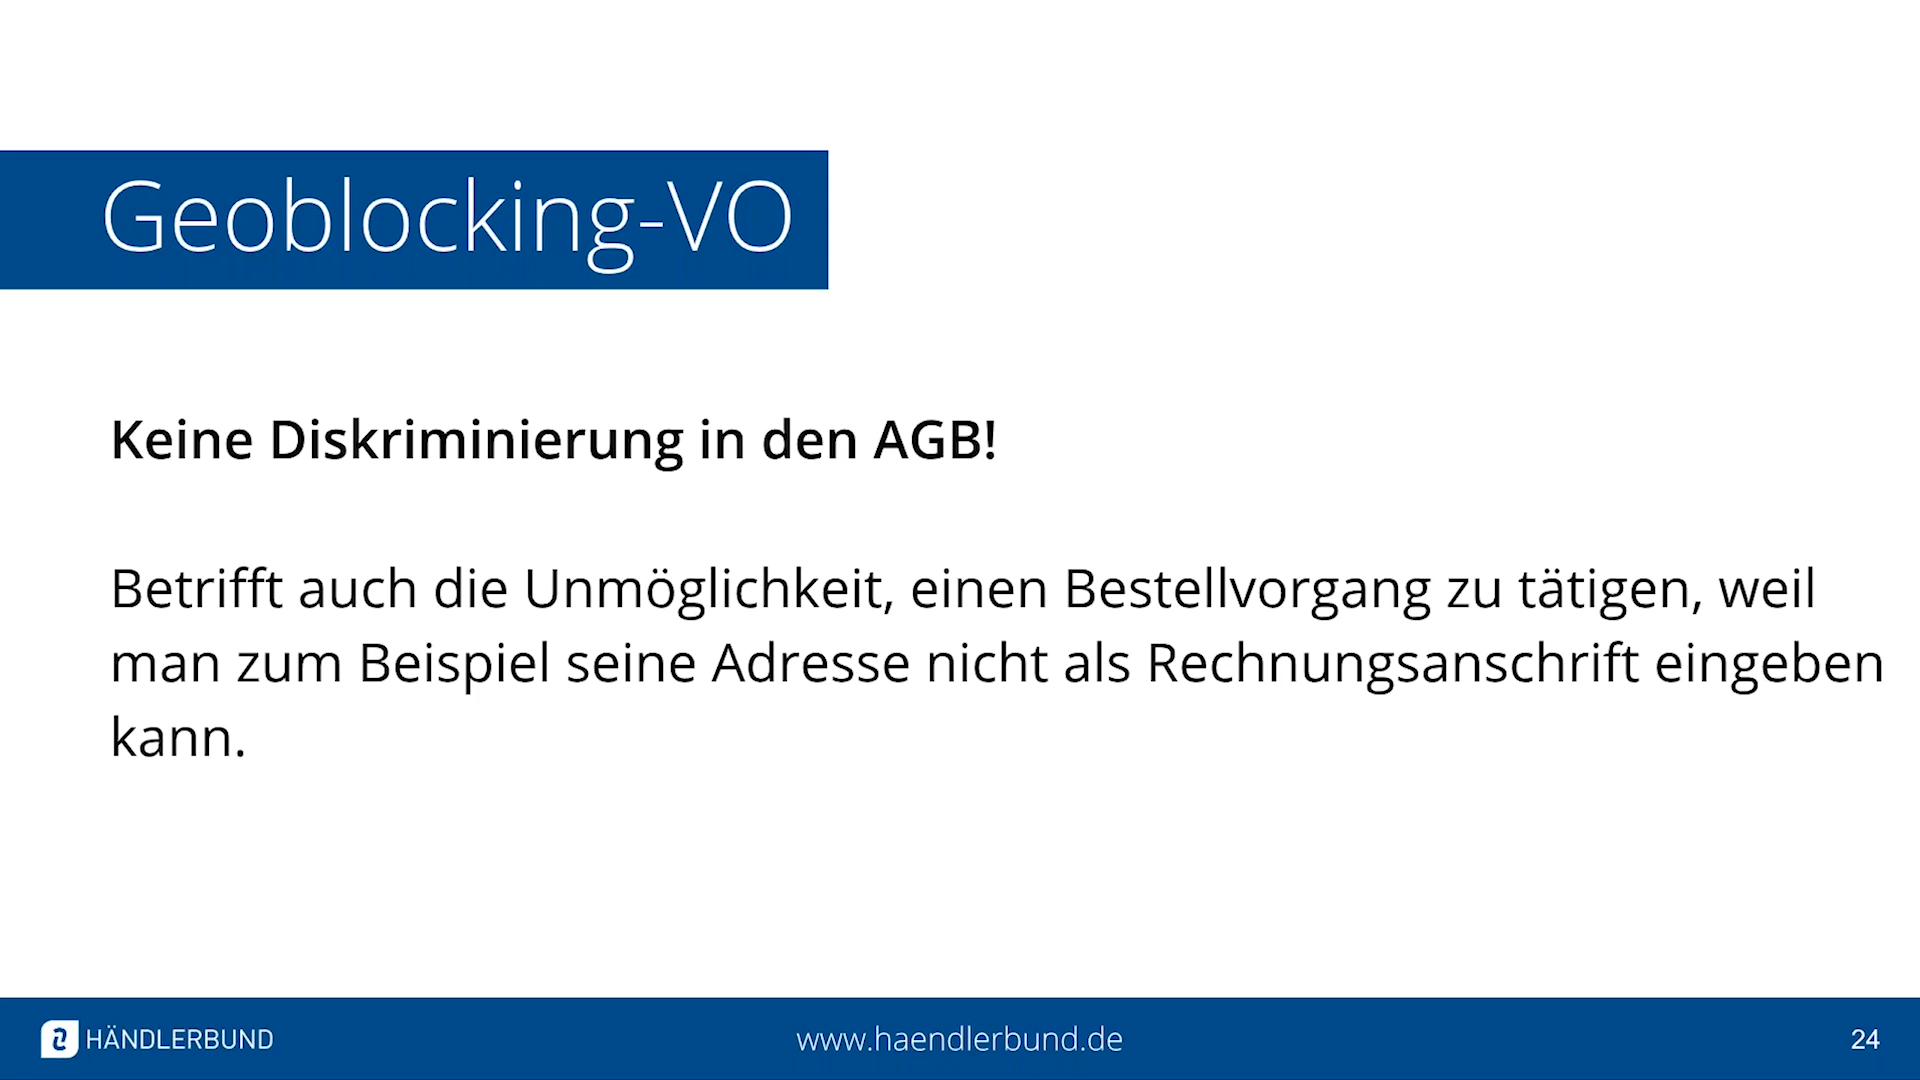 Geoblocking-VO
Keine Diskriminierung in den AGB!
Betrifft auch die Unmöglichkeit, einen Bestellvorgang zu tätigen, weil
man zum Beispiel seine Adresse nicht als Rechnungsanschrift eingeben
kann.
HÄNDLERBUND
www.haendlerbund.de
24